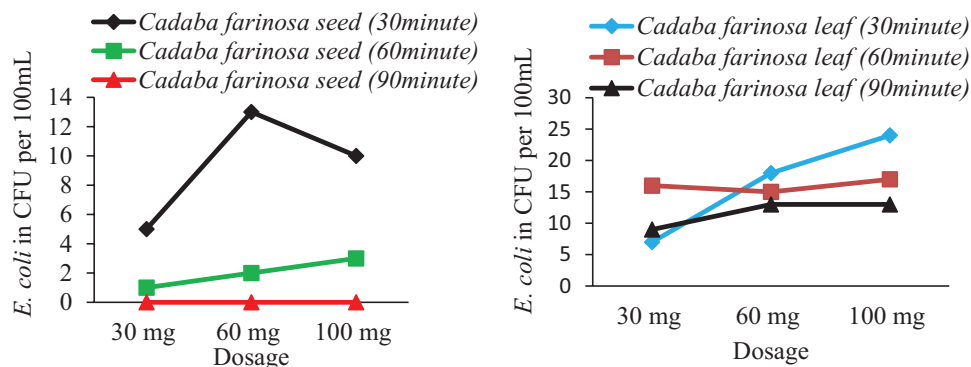 Cadaba farinosa seed (30minute)
Cadaba farinosa seed (60minute)
Cadaba farinosa seed (90minute)
E. coli in CFU per 100mL
14
12
10
8
6
4
2
0
30 mg 60 mg 100 mg
Dosage
Cadaba farinosa leaf (30minute)
Cadaba farinosa leaf (60minute)
Cadaba farinosa leaf (90minute)
E. coli in CFU per 100mL
30
25
20
15
10
5
0
30 mg 60 mg 100 mg
Dosage